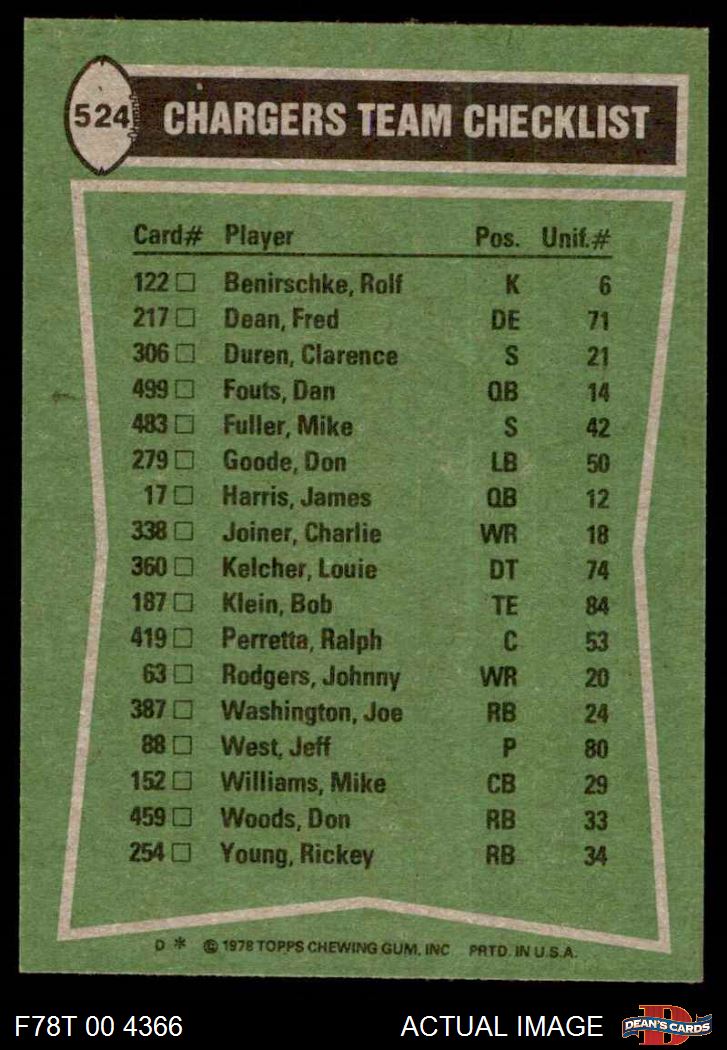 524 CHARGERS TEAM CHECKLIST
Card# Player Pos. Unif.#
122 Benirschke, Rolf K 6
217 Dean, Fred DE 71
306 Duren, Clarence S 21
499 Fouts, Dan QB 14
483 Fuller, Mike S 42
279 Goode, Don LB 50
17 Harris, James QB 12
338 Joiner, Charlie WR 18
360 Kelcher, Louie DT 74
187 Klein, Bob TE 84
419 Perretta, Ralph C 53
63 Rodgers, Johnny WR 20
387 Washington, Joe RB 24
88 West, Jeff P 80
152 Williams, Mike CB 29
459 Woods, Don RB 33
254 Young, Rickey RB 34
D * © 1978 TOPPS CHEWING GUM, INC PRTD. IN U.S.A.
F78T 00 4366 ACTUAL IMAGE D DEAN'S CARDS